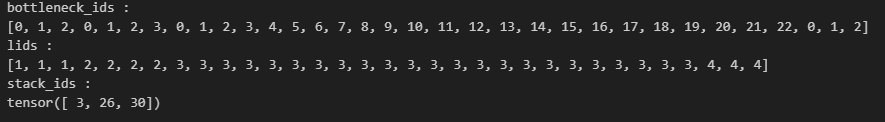 bottleneck_ids :
[0, 1, 2, 0, 1, 2, 3, 0, 1, 2, 3, 4, 5, 6, 7, 8, 9, 10, 11, 12, 13, 14, 15, 16, 17, 18, 19, 20, 21, 22, 0, 1, 2]
lids :
[1, 1, 1, 2, 2, 2, 2, 3, 3, 3, 3, 3, 3, 3, 3, 3, 3, 3, 3, 3, 3, 3, 3, 3, 3, 3, 3, 3, 3, 3, 4, 4, 4]
stack_ids :
tensor([ 3, 26, 30])